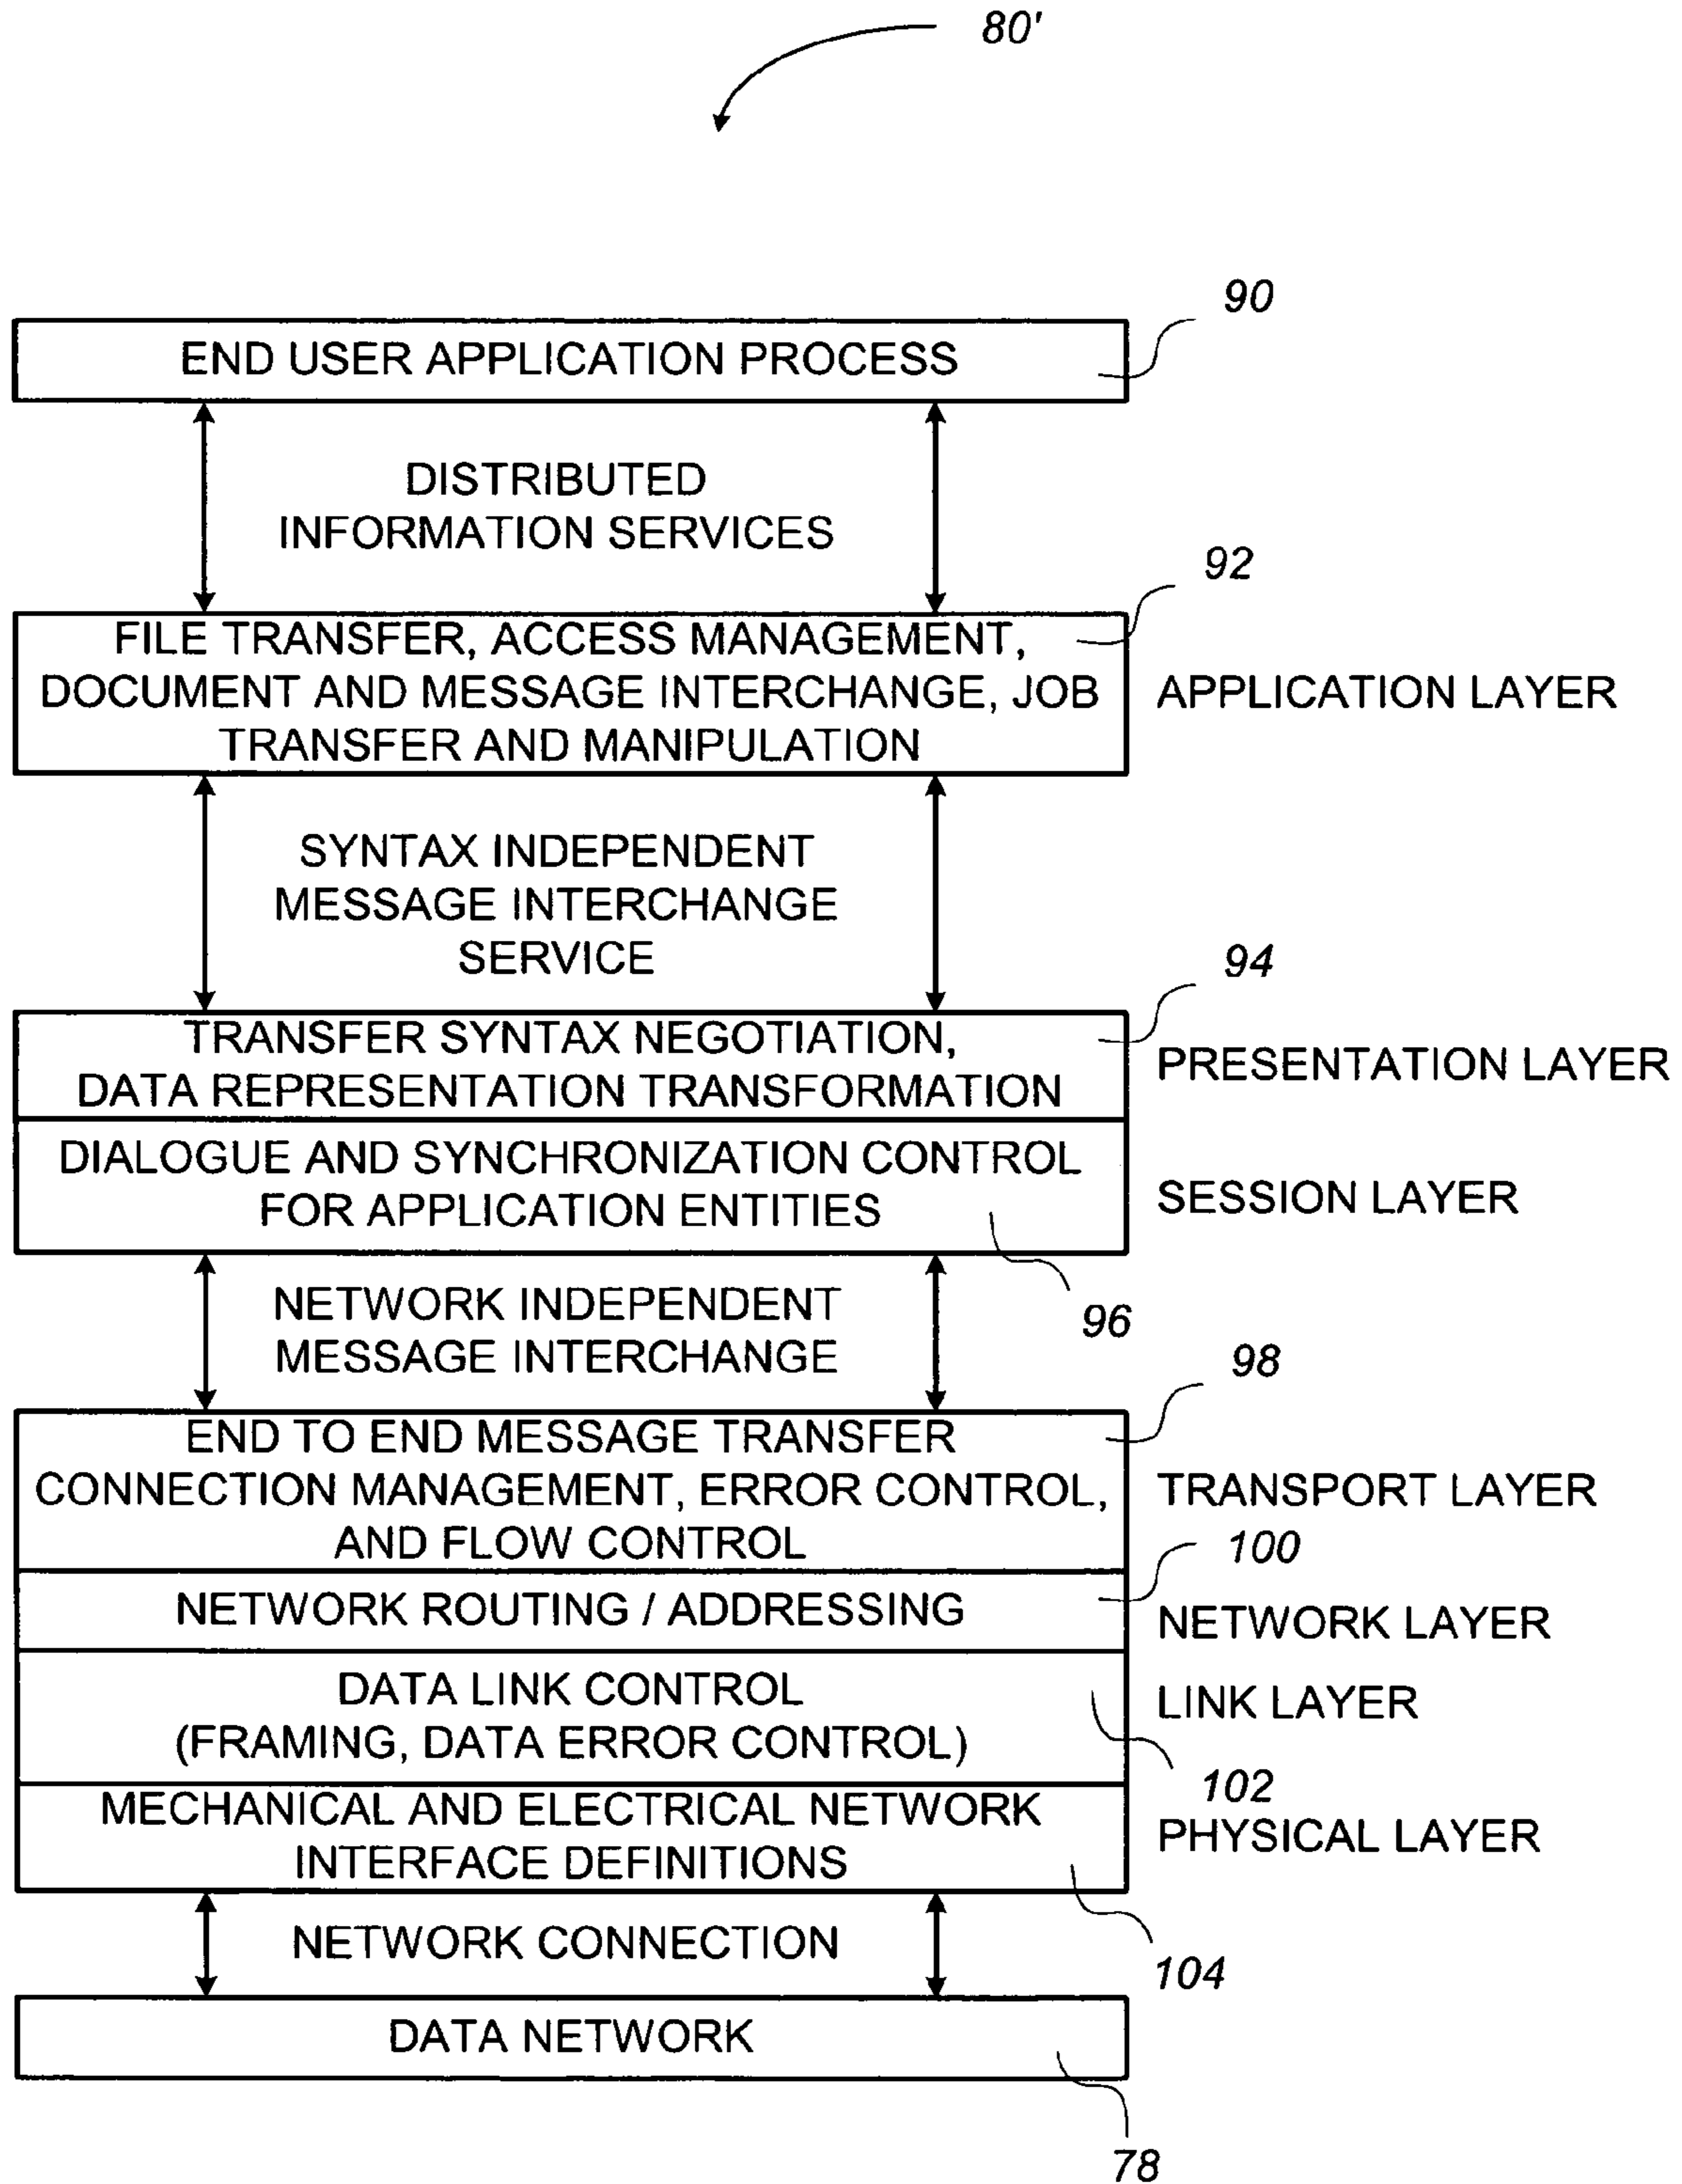 80'
90
END USER APPLICATION PROCESS
DISTRIBUTED
INFORMATION SERVICES
92
FILE TRANSFER, ACCESS MANAGEMENT,
DOCUMENT AND MESSAGE INTERCHANGE, JOB
TRANSFER AND MANIPULATION
APPLICATION LAYER
SYNTAX INDEPENDENT
MESSAGE INTERCHANGE
SERVICE
94
TRANSFER SYNTAX NEGOTIATION,
DATA REPRESENTATION TRANSFORMATION
PRESENTATION LAYER
DIALOGUE AND SYNCHRONIZATION CONTROL
FOR APPLICATION ENTITIES
SESSION LAYER
96
NETWORK INDEPENDENT
MESSAGE INTERCHANGE
98
END TO END MESSAGE TRANSFER
CONNECTION MANAGEMENT, ERROR CONTROL,
AND FLOW CONTROL
TRANSPORT LAYER
100
NETWORK ROUTING / ADDRESSING
NETWORK LAYER
DATA LINK CONTROL
(FRAMING, DATA ERROR CONTROL)
LINK LAYER
102
MECHANICAL AND ELECTRICAL NETWORK
INTERFACE DEFINITIONS
PHYSICAL LAYER
104
NETWORK CONNECTION
DATA NETWORK
78